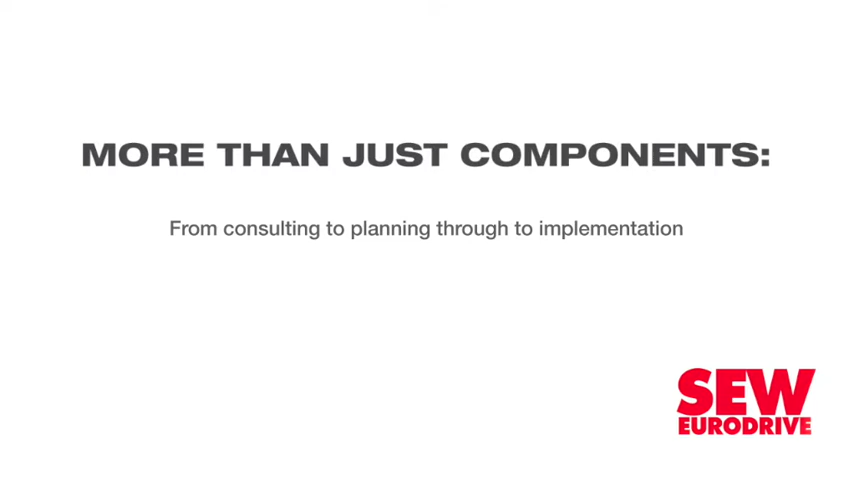 MORE THAN JUST COMPONENTS:
From consulting to planning through to implementation
SEW
EURODRIVE